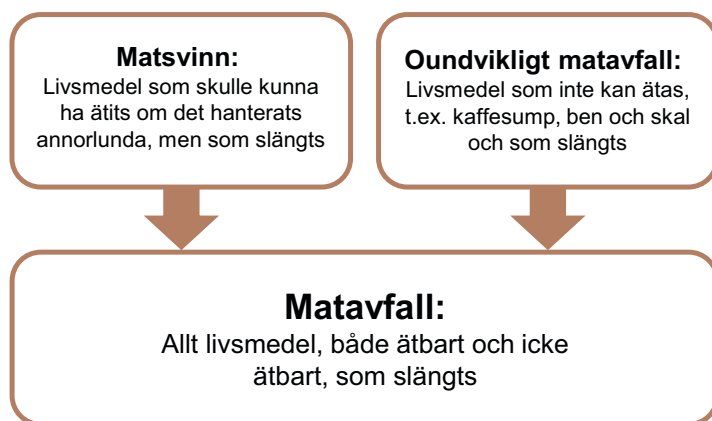 Matsvinn:
Livsmedel som skulle kunna
ha ätits om det hanterats
annorlunda, men som slängts
Oundvikligt matavfall:
Livsmedel som inte kan ätas,
t.ex. kaffesump, ben och skal
och som slängts
Matavfall:
Allt livsmedel, både ätbart och icke
ätbart, som slängts